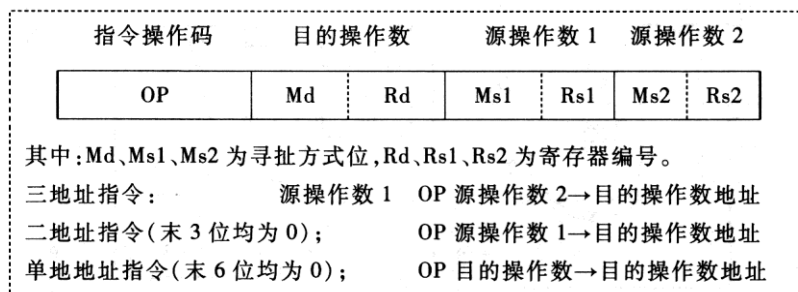 指令操作码 目的操作数 源操作数 1 源操作数 2
OP Md Rd Ms1 Rs1 Ms2 Rs2
其中:Md、Ms1、Ms2 为寻扯方式位,Rd、Rs1、Rs2 为寄存器编号。
三地址指令: 源操作数 1 OP 源操作数 2→目的操作数地址
二地址指令(末 3 位均为 0); OP 源操作数 1→目的操作数地址
单地地址指令(末 6 位均为 0); OP 目的操作数→目的操作数地址